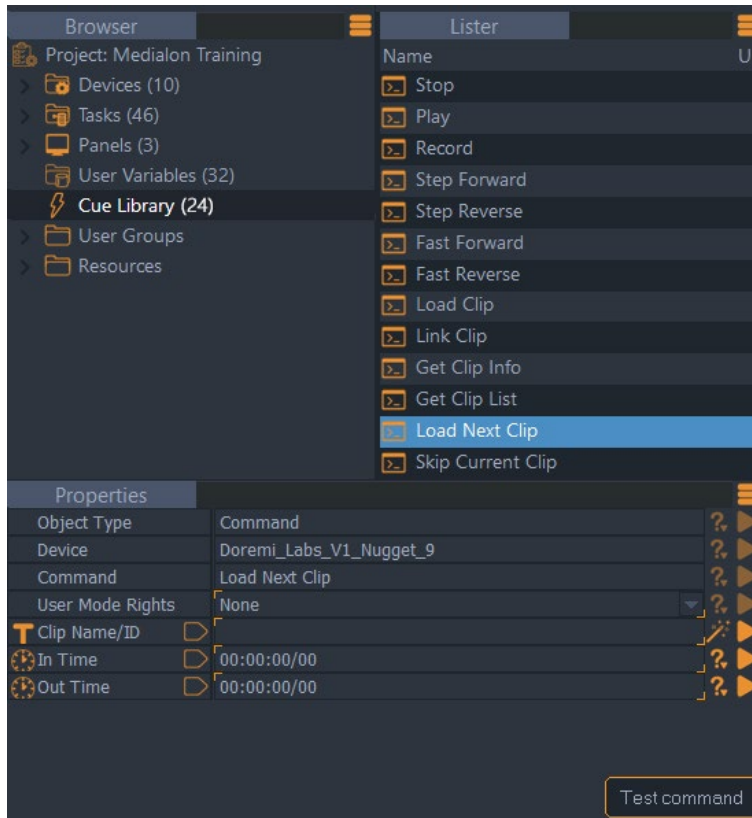 Browser
Project: Medialon Training
Devices (10)
Tasks (46)
Panels (3)
User Variables (32)
Cue Library (24)
User Groups
Resources
Lister
Name U
Stop
Play
Record
Step Forward
Step Reverse
Fast Forward
Fast Reverse
Load Clip
Link Clip
Get Clip Info
Get Clip List
Load Next Clip
Skip Current Clip
Properties
Object Type Command
Device Doremi_Labs_V1_Nugget_9
Command Load Next Clip
User Mode Rights None
Clip Name/ID
In Time 00:00:00/00
Out Time 00:00:00/00
Test command